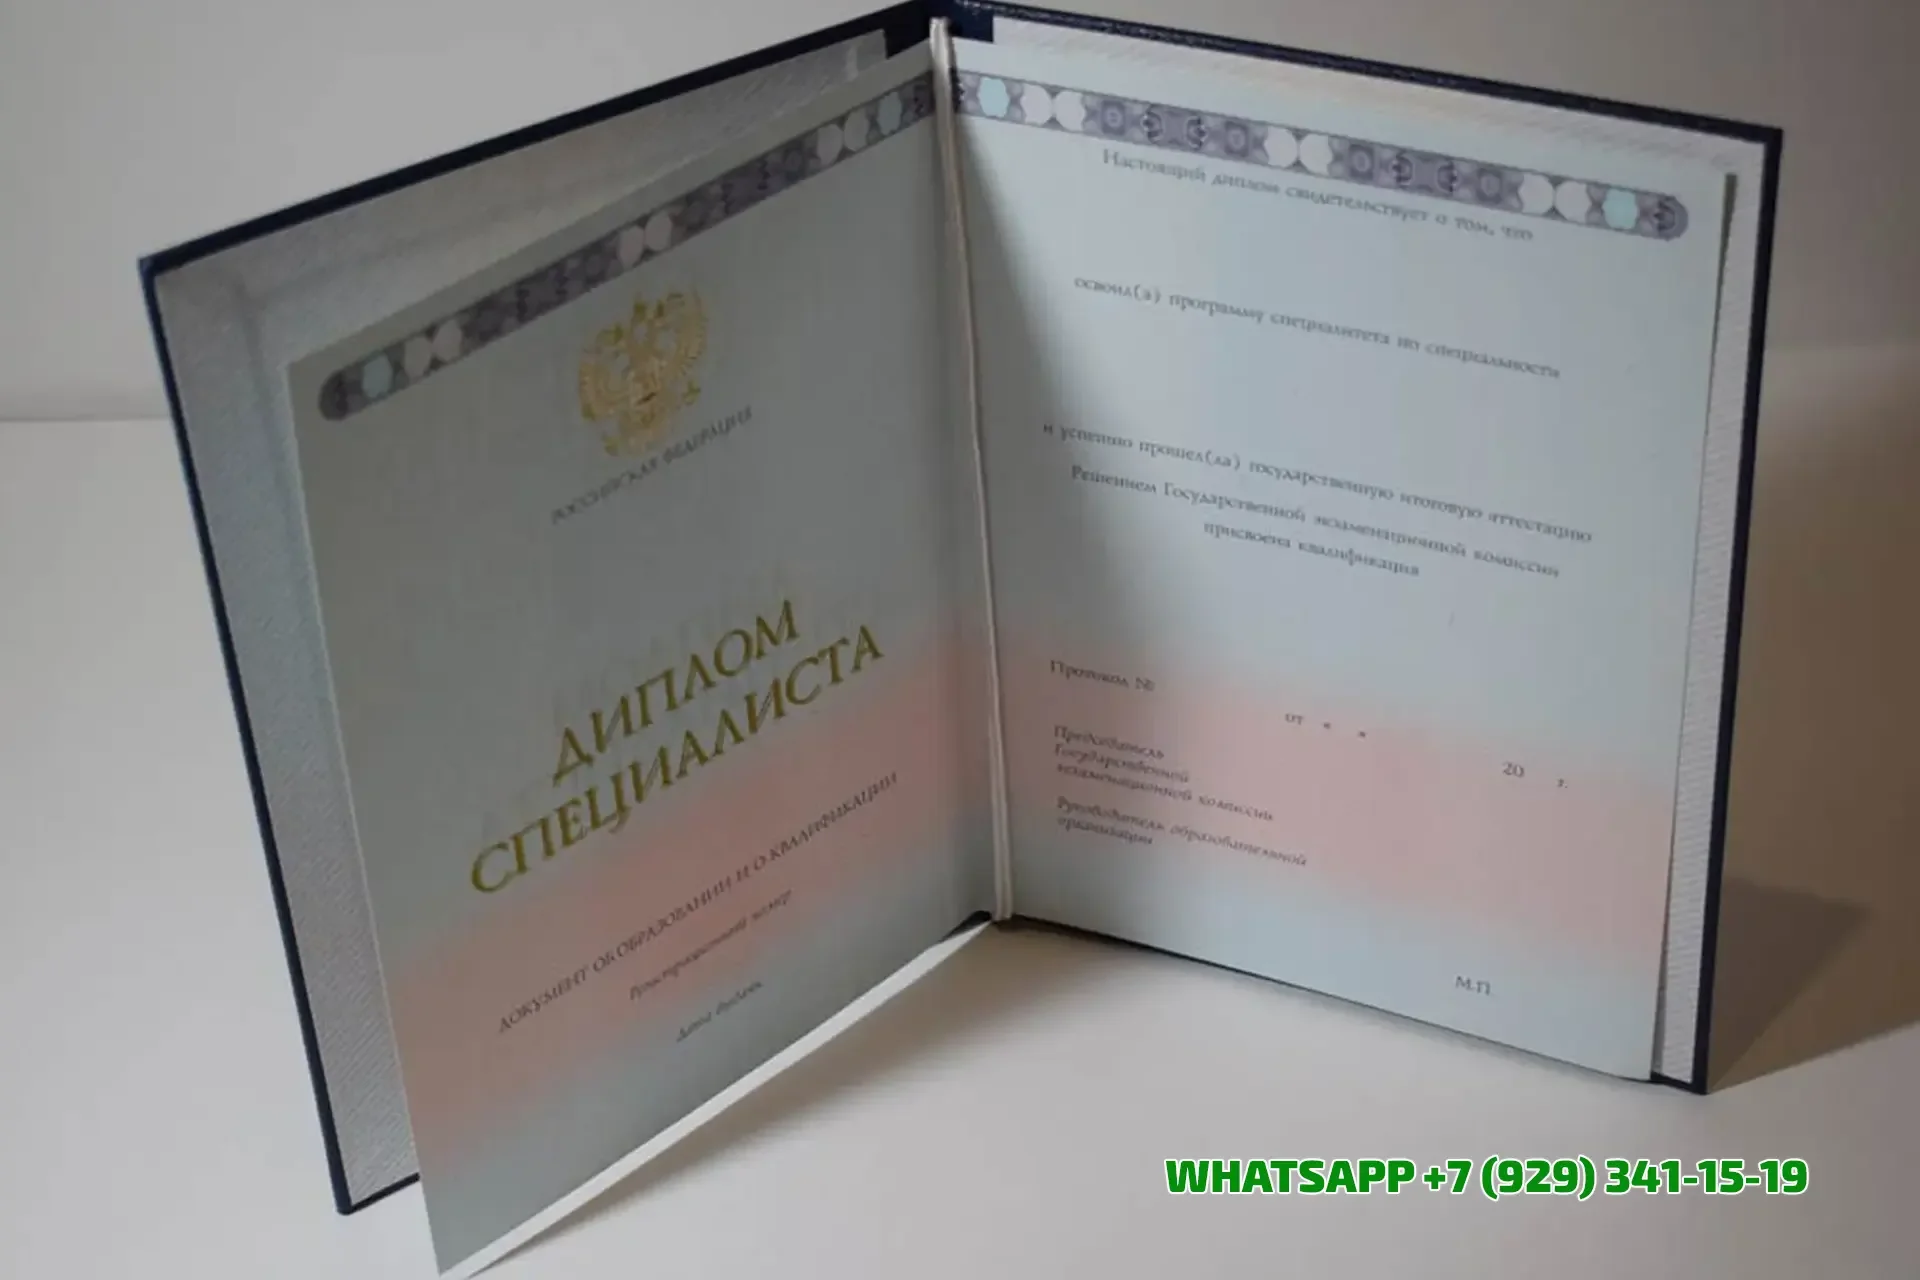 РОССИЙСКАЯ ФЕДЕРАЦИЯ
ДИПЛОМ
СПЕЦИАЛИСТА
ДОКУМЕНТ ОБ ОБРАЗОВАНИИ И О КВАЛИФИКАЦИИ
Регистрационный номер
Дата выдачи
Настоящий диплом свидетельствует о том, что
освоил(а) программу специалитета по специальности
и успешно прошел(ла) государственную итоговую аттестацию
Решением Государственной экзаменационной комиссии
присвоена квалификация
Протокол №
от « »
20 г.
Председатель
Государственной
экзаменационной комиссии
Руководитель образовательной
организации
М.П.
WHATSAPP +7 (929) 341-15-19